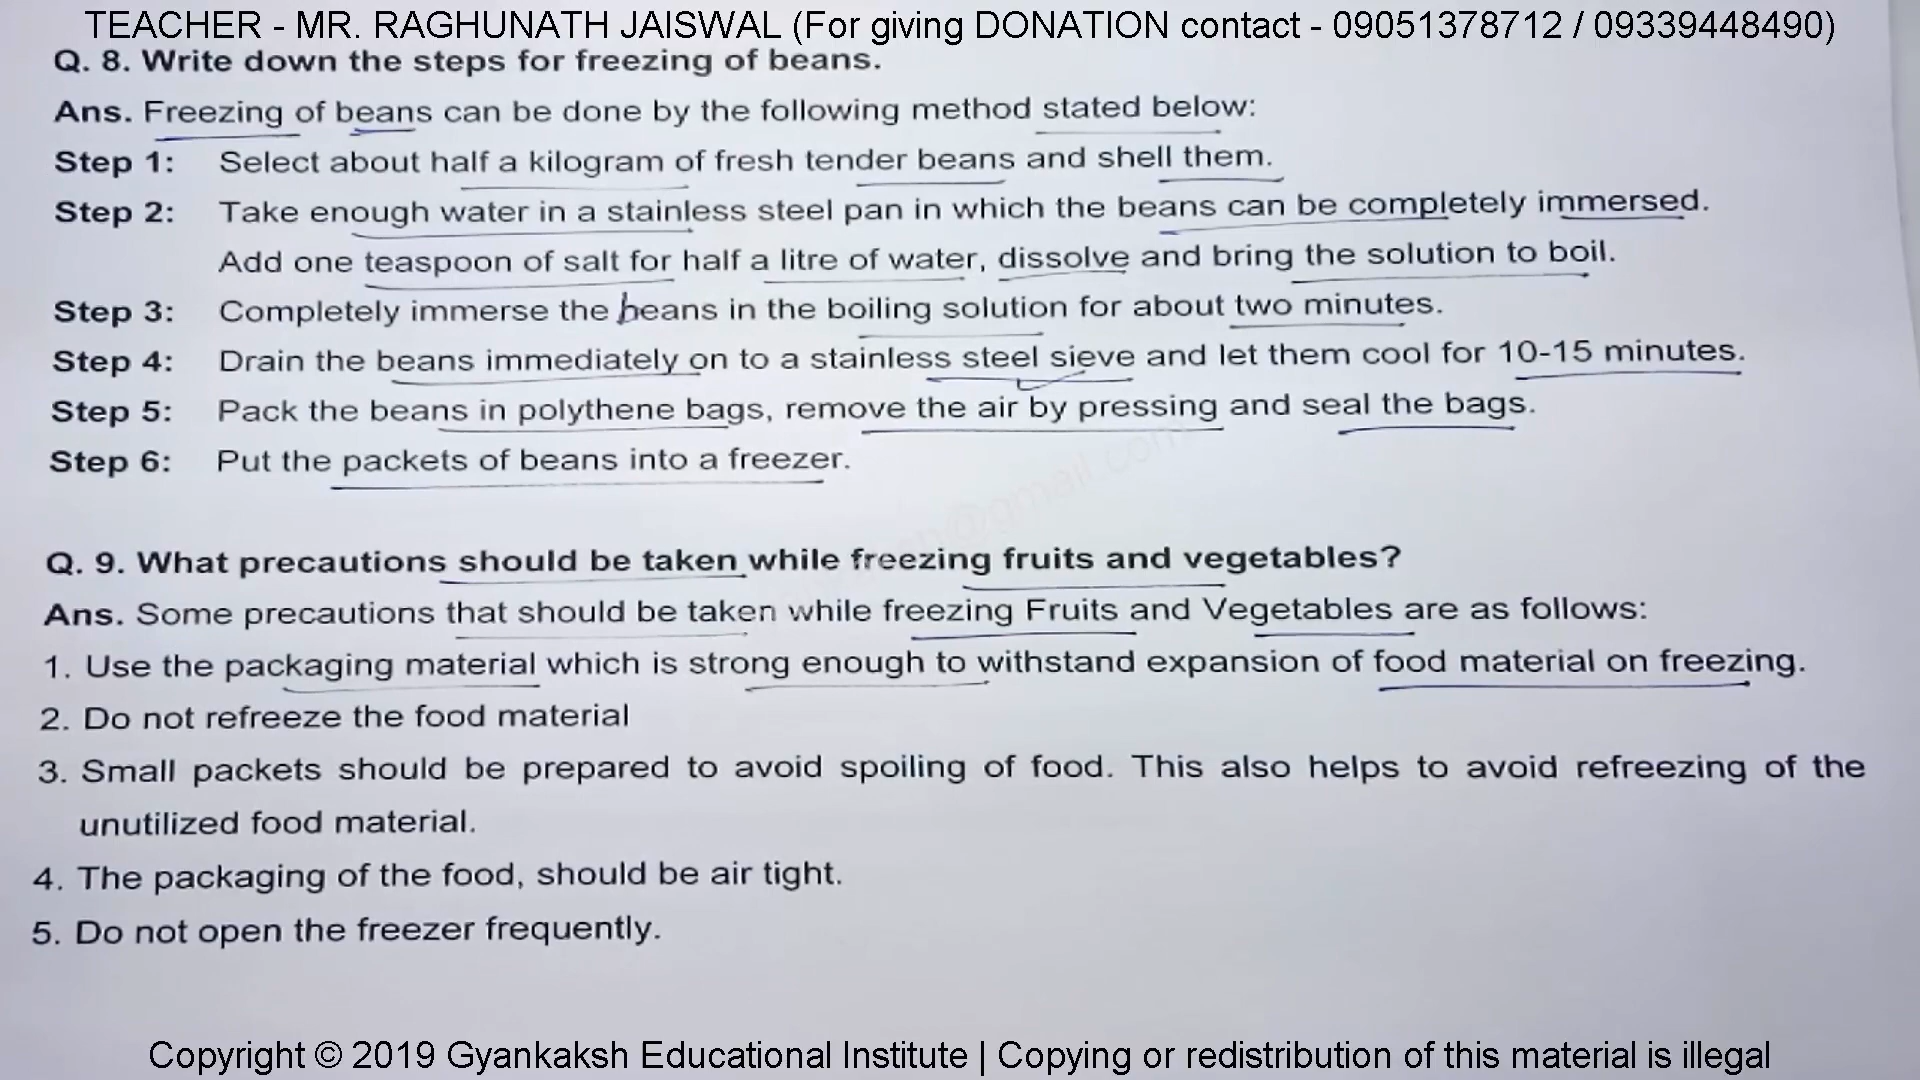 TEACHER - MR. RAGHUNATH JAISWAL (For giving DONATION contact - 09051378712 / 09339448490)
Q. 8. Write down the steps for freezing of beans.
Ans. Freezing of beans can be done by the following method stated below:
Step 1: Select about half a kilogram of fresh tender beans and shell them.
Step 2: Take enough water in a stainless steel pan in which the beans can be completely immersed.
Add one teaspoon of salt for half a litre of water, dissolve and bring the solution to boil.
Step 3: Completely immerse the beans in the boiling solution for about two minutes.
Step 4: Drain the beans immediately on to a stainless steel sieve and let them cool for 10-15 minutes.
Step 5: Pack the beans in polythene bags, remove the air by pressing and seal the bags.
Step 6: Put the packets of beans into a freezer.
Q. 9. What precautions should be taken while freezing fruits and vegetables?
Ans. Some precautions that should be taken while freezing Fruits and Vegetables are as follows:
1. Use the packaging material which is strong enough to withstand expansion of food material on freezing.
2. Do not refreeze the food material
3. Small packets should be prepared to avoid spoiling of food. This also helps to avoid refreezing of the
unutilized food material.
4. The packaging of the food, should be air tight.
5. Do not open the freezer frequently.
Copyright © 2019 Gyankaksh Educational Institute | Copying or redistribution of this material is illegal